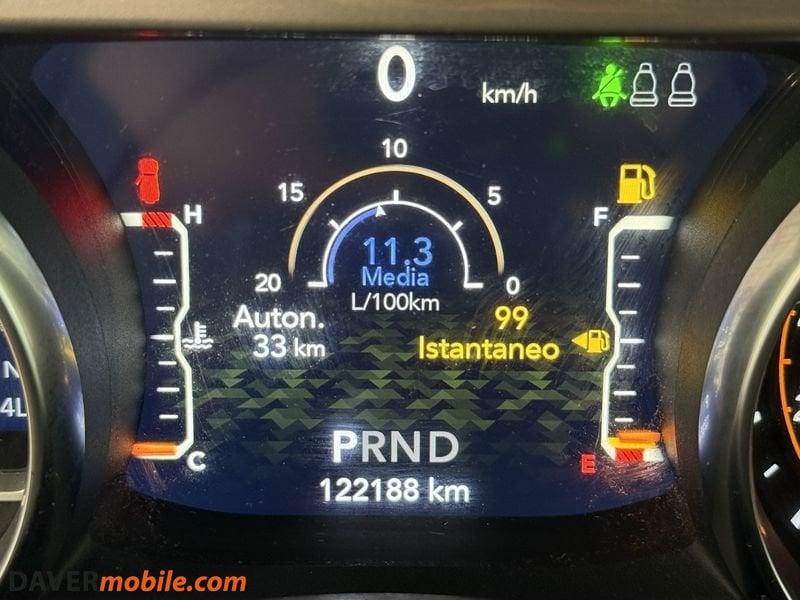 0 km/h
10
15 5
20 0
11.3
Media
L/100km
H F
Auton. 99
33 km Istantaneo
C E
PRND
122188 km
N
4L
DAVERmobile.com